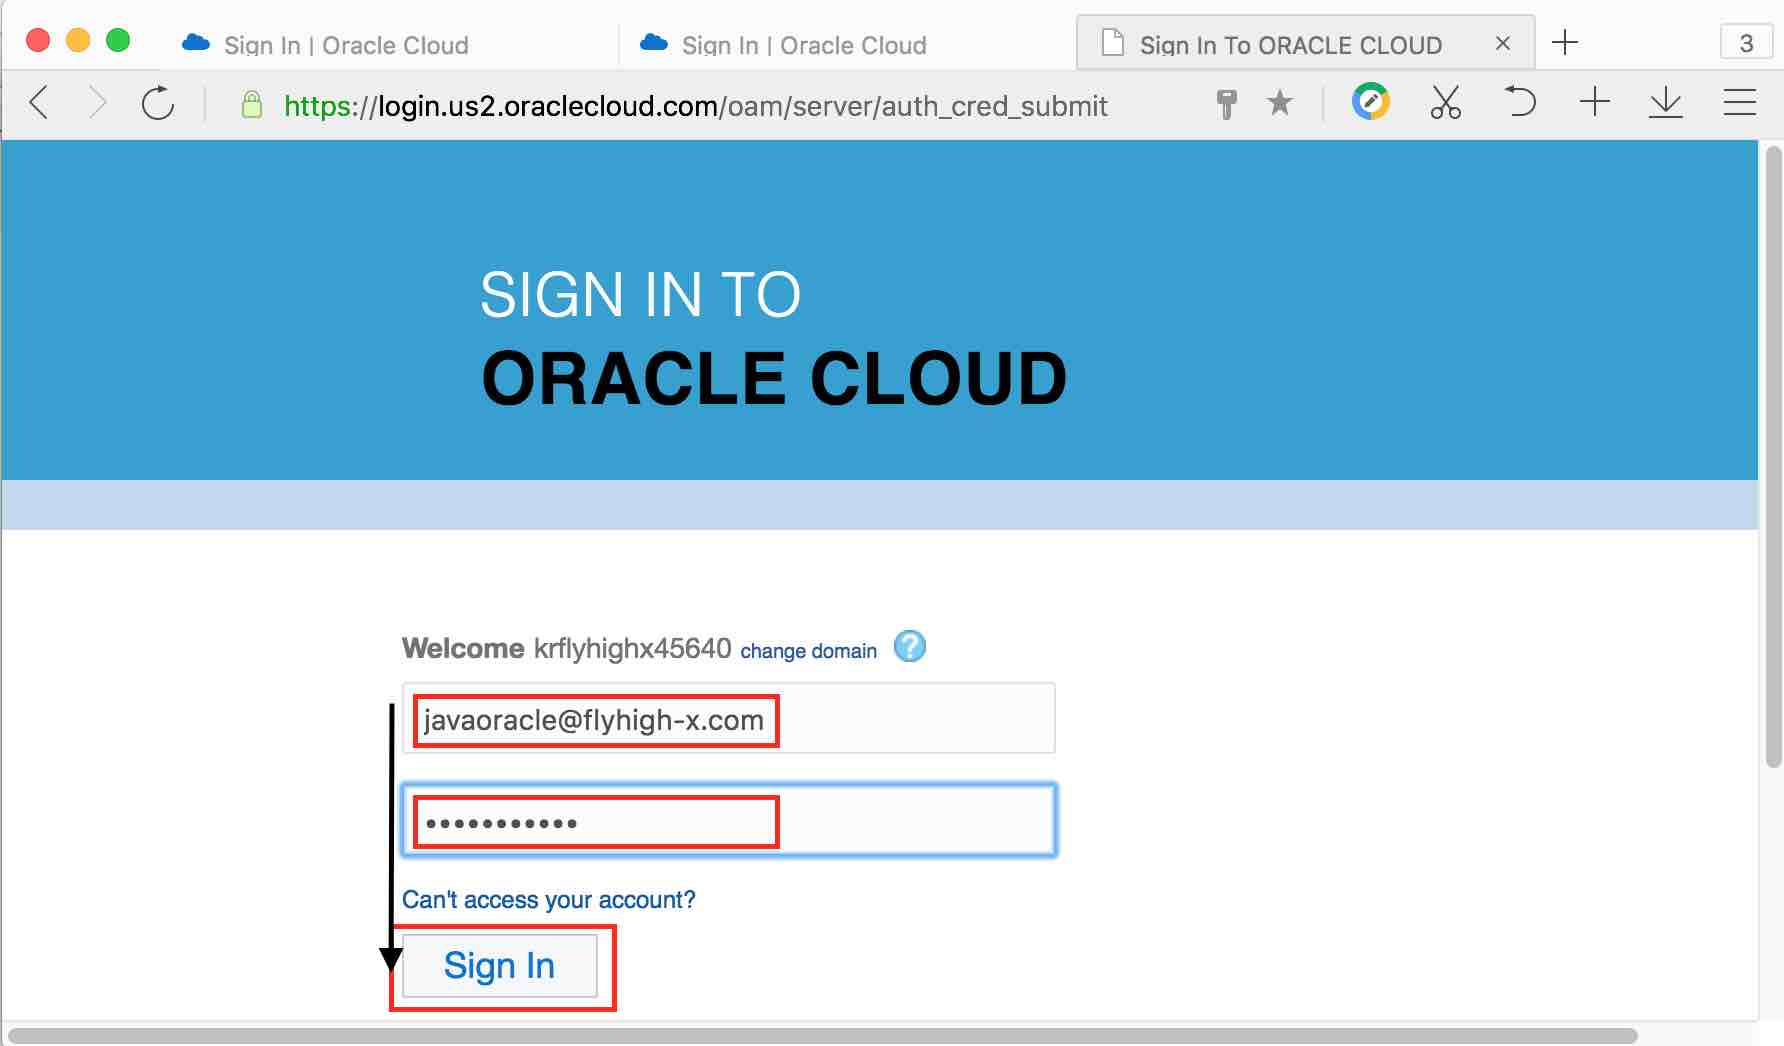 Sign In | Oracle Cloud
Sign In | Oracle Cloud
Sign In To ORACLE CLOUD
3
https://login.us2.oraclecloud.com/oam/server/auth_cred_submit
SIGN IN TO
ORACLE CLOUD
Welcome krflyhighx45640 change domain ?
javaoracle@flyhigh-x.com
•••••••••••
Can't access your account?
Sign In